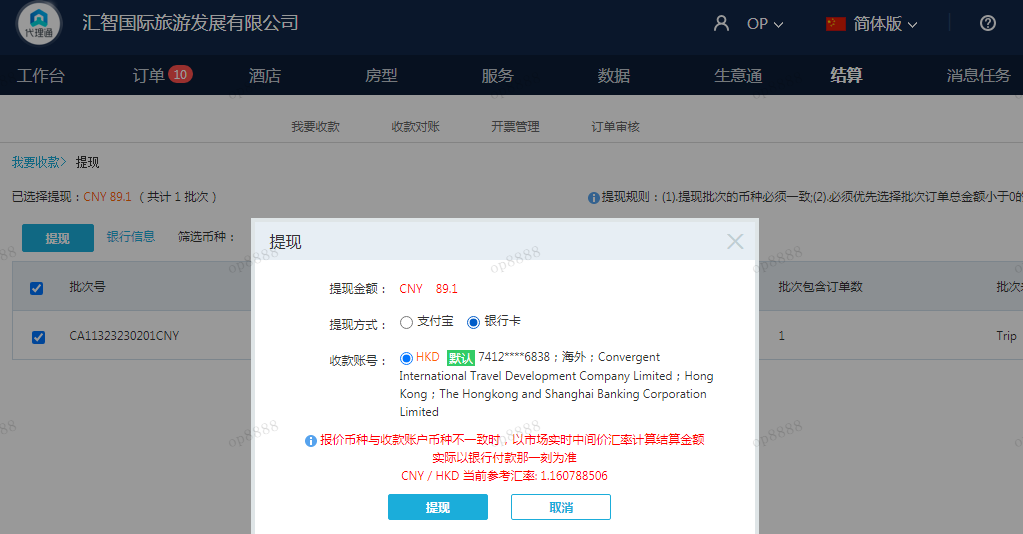 代理通
汇智国际旅游发展有限公司
OP
简体版
工作台 订单 10 酒店 房型 服务 数据 生意通 结算 消息任务
我要收款 收款对账 开票管理 订单审核
我要收款> 提现
已选择提现：CNY 89.1 （共计 1 批次）
提现规则：(1).提现批次的币种必须一致;(2).必须优先选择批次订单总金额小于0的
提现 银行信息 筛选币种：
批次号 批次包含订单数
CA11323230201CNY 1 Trip
提现
提现金额： CNY 89.1
提现方式： 支付宝 银行卡
收款账号： HKD 默认 7412****6838；海外；Convergent
International Travel Development Company Limited；Hong
Kong；The Hongkong and Shanghai Banking Corporation
Limited
报价币种与收款账户币种不一致时，以市场实时中间价汇率计算结算金额
实际以银行付款那一刻为准
CNY / HKD 当前参考汇率: 1.160788506
提现 取消
op8888
op8888
op8888
op8888
op8888
op8888
op8888